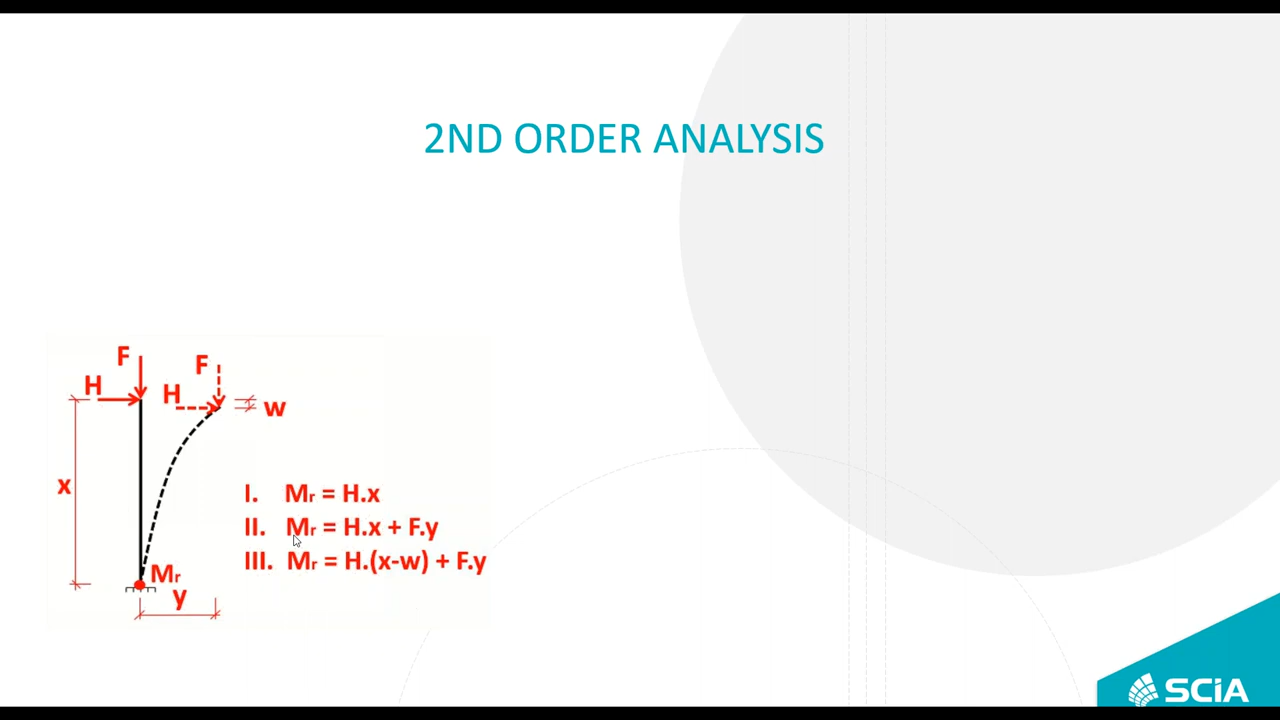 2ND ORDER ANALYSIS
F
F
H
H
w
x
I. Mr = H.x
II. Mr = H.x + F.y
III. Mr = H.(x-w) + F.y
Mr
y
SCiA